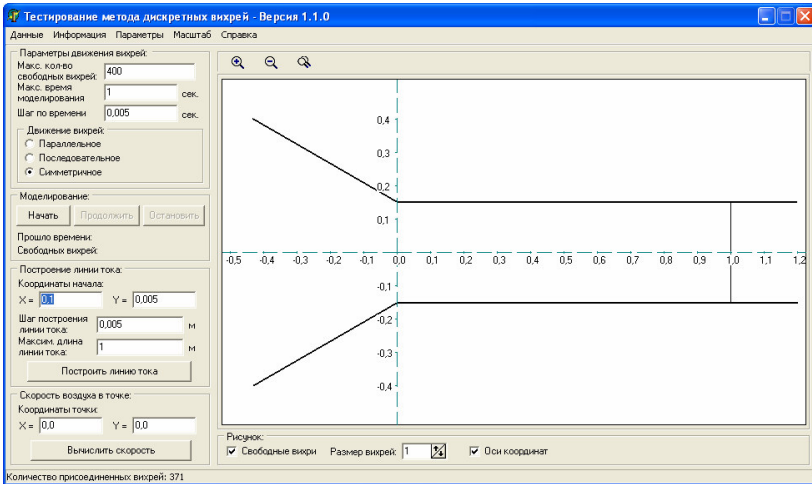 Тестирование метода дискретных вихрей - Версия 1.1.0
Данные Информация Параметры Масштаб Справка
Параметры движения вихрей:
Макс. кол-во свободных вихрей: 400
Макс. время моделирования 1 сек.
Шаг по времени 0,005 сек.
Движение вихрей:
Параллельное
Последовательное
Симметричное
Моделирование:
Начать Продолжить Остановить
Прошло времени:
Свободных вихрей:
Построение линии тока:
Координаты начала:
X = 0,1 Y = 0,005
Шаг построения линии тока: 0,005 м
Максим. длина линии тока: 1 м
Построить линию тока
Скорость воздуха в точке:
Координаты точки:
X = 0,0 Y = 0,0
Вычислить скорость
0,4
0,3
0,2
0,1
-0,5 -0,4 -0,3 -0,2 -0,1 0,0 0,1 0,2 0,3 0,4 0,5 0,6 0,7 0,8 0,9 1,0 1,1 1,2
-0,1
-0,2
-0,3
-0,4
Рисунок:
Свободные вихри Размер вихрей: 1 Оси координат
Количество присоединенных вихрей: 371